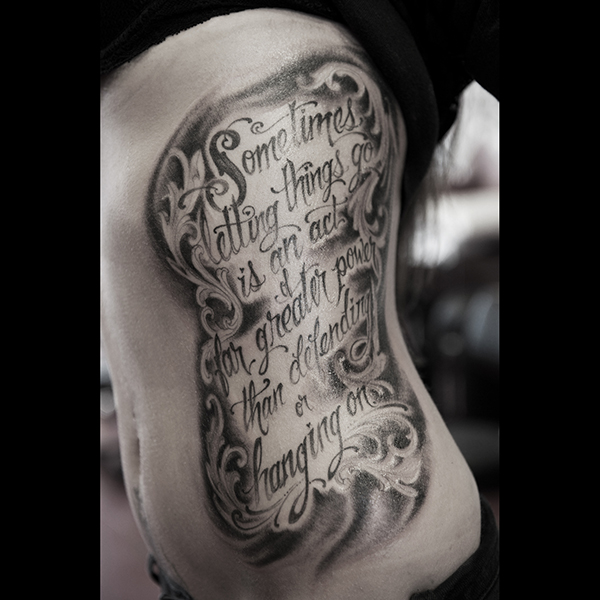 Sometimes
letting things go
is an act
of
far greater power
than defending
or
hanging on